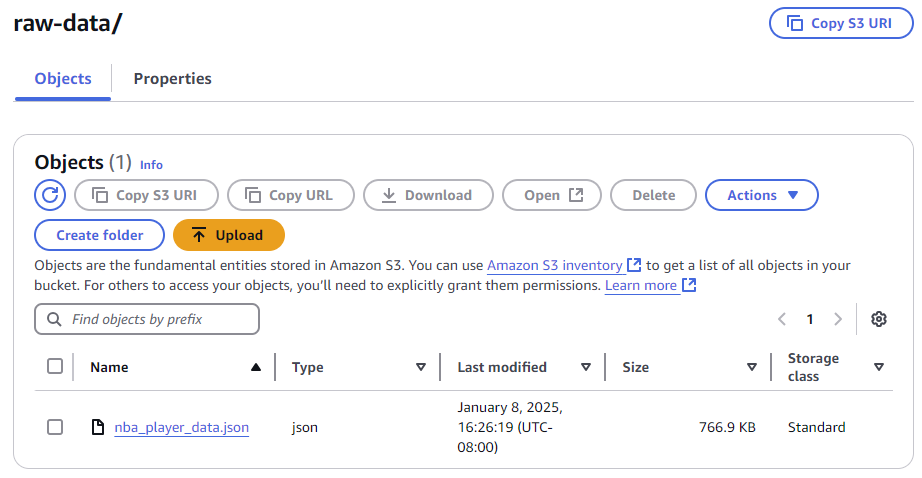 raw-data/
Copy S3 URI
Objects
Properties
Objects (1) Info
Copy S3 URI
Copy URL
Download
Open
Delete
Actions
Create folder
Upload
Objects are the fundamental entities stored in Amazon S3. You can use Amazon S3 inventory to get a list of all objects in your
bucket. For others to access your objects, you’ll need to explicitly grant them permissions. Learn more
Find objects by prefix
1
Name
Type
Last modified
Size
Storage
class
nba_player_data.json
json
January 8, 2025,
16:26:19 (UTC-
08:00)
766.9 KB
Standard